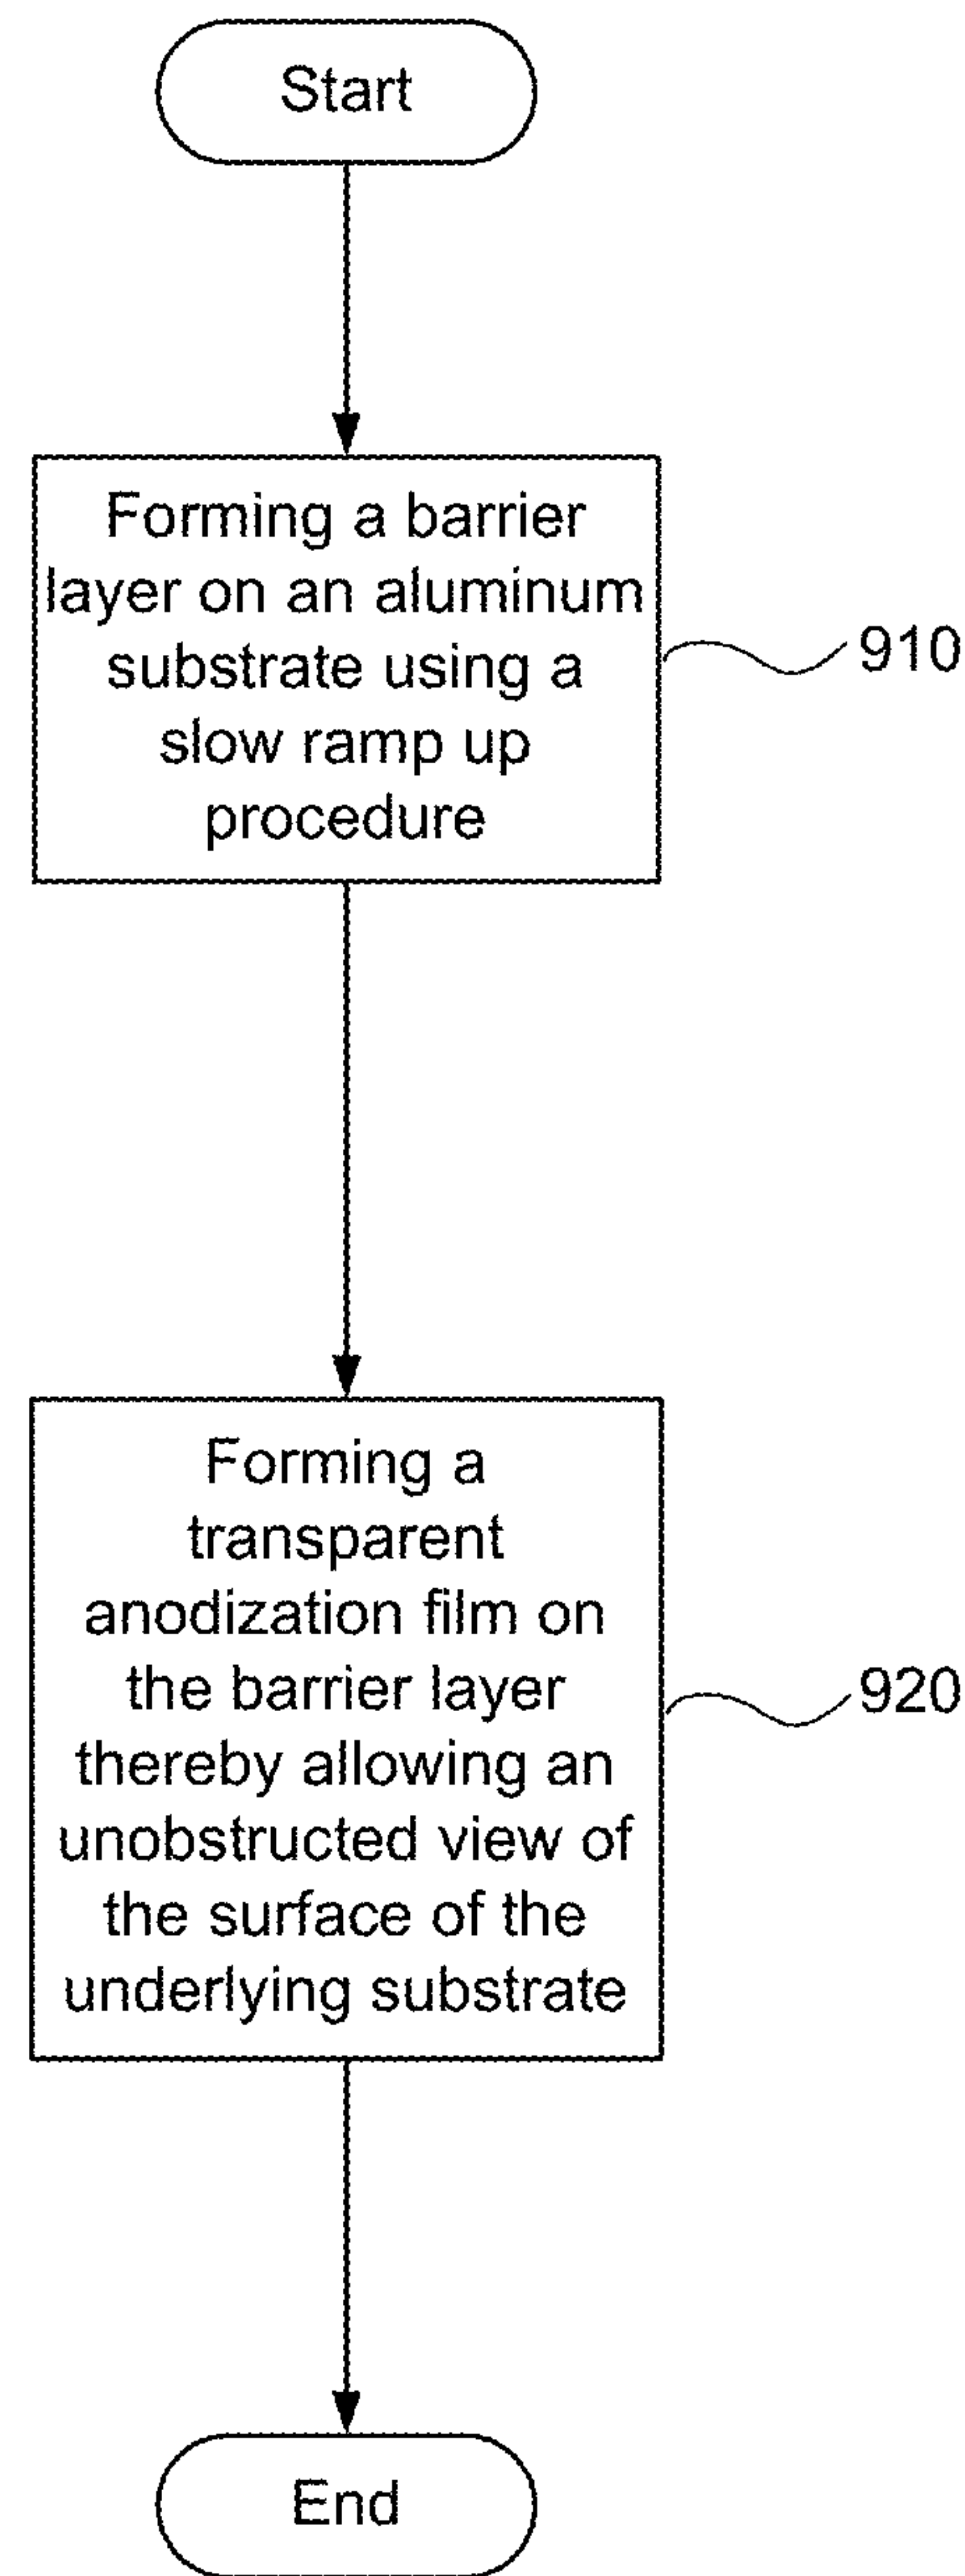 Start
Forming a barrier
layer on an aluminum
substrate using a
slow ramp up
procedure
910
Forming a
transparent
anodization film on
the barrier layer
thereby allowing an
unobstructed view of
the surface of the
underlying substrate
920
End